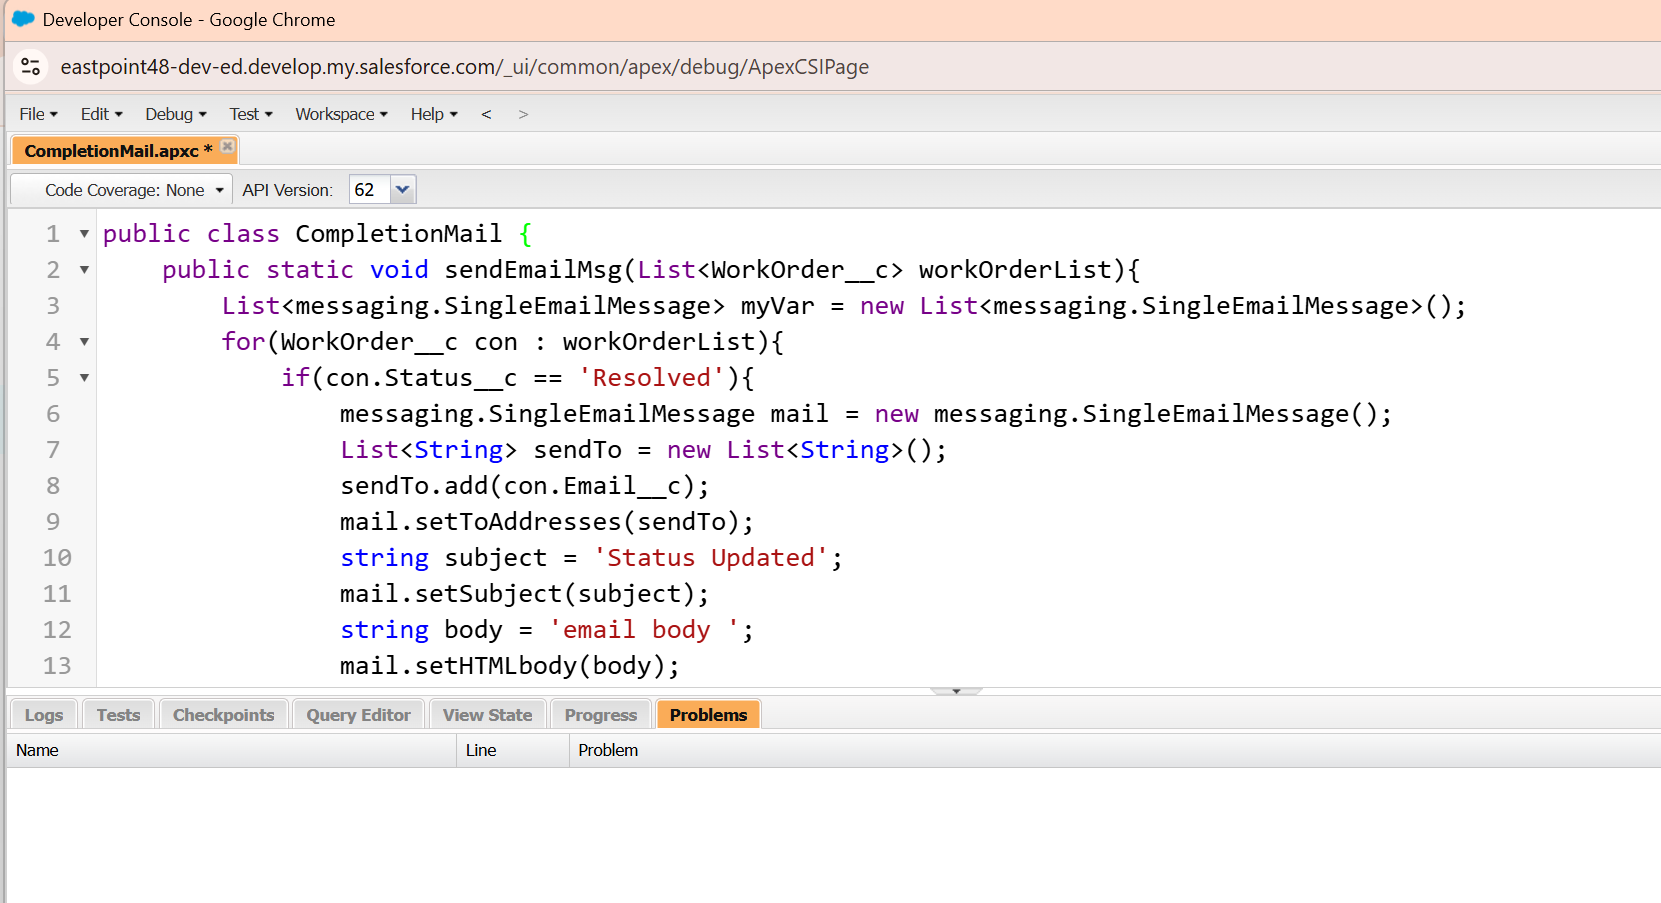 Developer Console - Google Chrome
eastpoint48-dev-ed.develop.my.salesforce.com/_ui/common/apex/debug/ApexCSIPage
File Edit Debug Test Workspace Help < >
CompletionMail.apxc *
Code Coverage: None API Version: 62
1 public class CompletionMail {
2 public static void sendEmailMsg(List<WorkOrder__c> workOrderList){
3 List<messaging.SingleEmailMessage> myVar = new List<messaging.SingleEmailMessage>();
4 for(WorkOrder__c con : workOrderList){
5 if(con.Status__c == 'Resolved'){
6 messaging.SingleEmailMessage mail = new messaging.SingleEmailMessage();
7 List<String> sendTo = new List<String>();
8 sendTo.add(con.Email__c);
9 mail.setToAddresses(sendTo);
10 string subject = 'Status Updated';
11 mail.setSubject(subject);
12 string body = 'email body ';
13 mail.setHTMLbody(body);
Logs Tests Checkpoints Query Editor View State Progress Problems
Name Line Problem